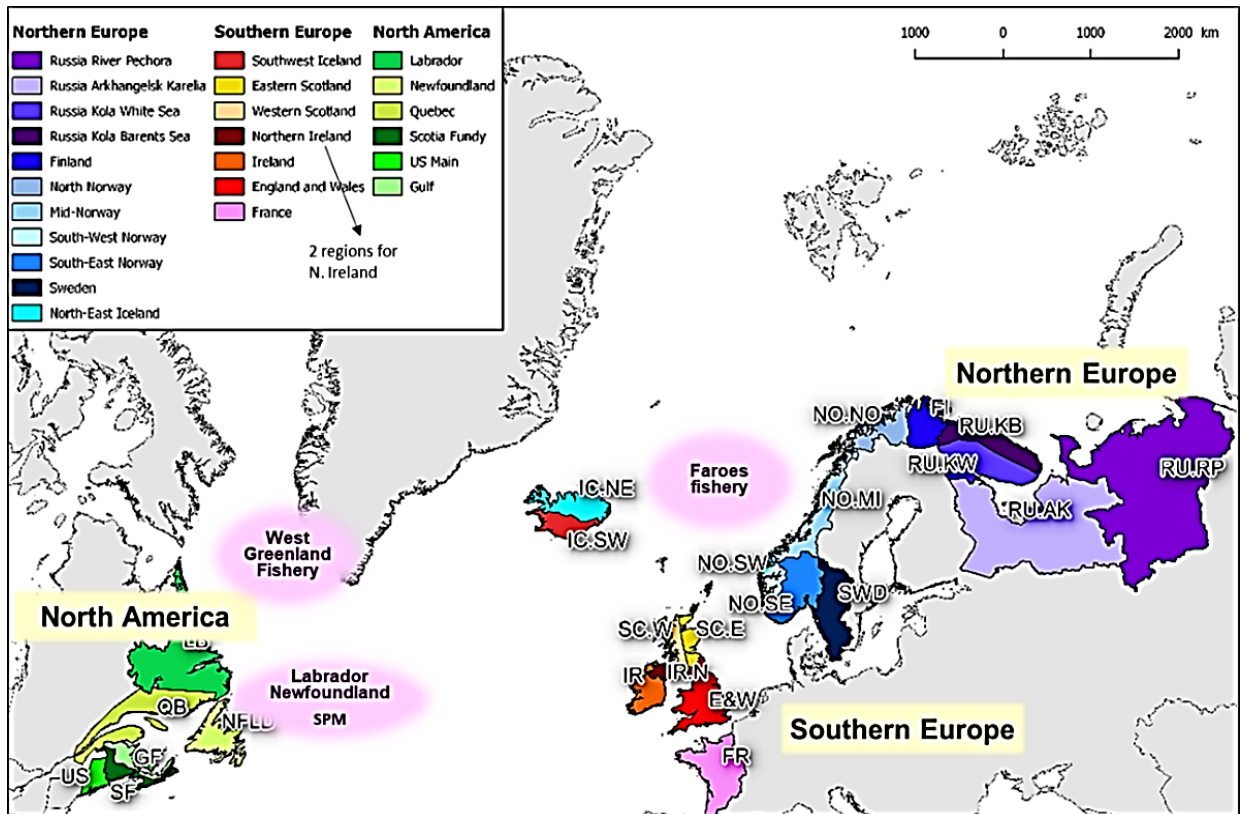 Northern Europe
Russia River Pechora
Russia Arkhangelsk Karelia
Russia Kola White Sea
Russia Kola Barents Sea
Finland
North Norway
Mid-Norway
South-West Norway
South-East Norway
Sweden
North-East Iceland
Southern Europe
Southwest Iceland
Eastern Scotland
Western Scotland
Northern Ireland
Ireland
England and Wales
France
2 regions for
N. Ireland
North America
Labrador
Newfoundland
Quebec
Scotia Fundy
US Main
Gulf
1000 0 1000 2000 km
Northern Europe
NO.NO
FI
RU.KB
RU.KW
RU.RP
Faroes
fishery
IC.NE
NO.MI
RU.AK
IC.SW
West
Greenland
Fishery
NO.SW
SWD
NO.SE
North America
SC.W
SC.E
LB
IR
IR.N
Labrador
Newfoundland
SPM
E&W
QB
NFLD
Southern Europe
FR
GF
US
SF